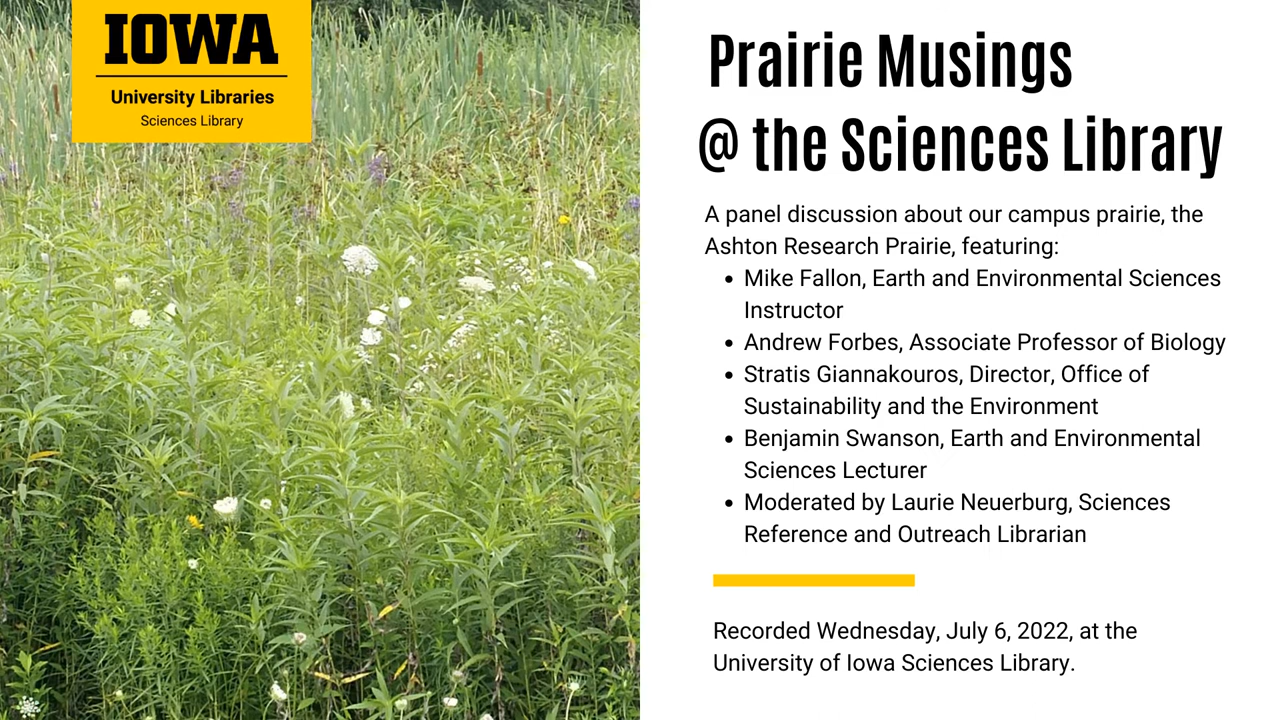 IOWA
University Libraries
Sciences Library
Prairie Musings
@ the Sciences Library
A panel discussion about our campus prairie, the
Ashton Research Prairie, featuring:
• Mike Fallon, Earth and Environmental Sciences
Instructor
• Andrew Forbes, Associate Professor of Biology
• Stratis Giannakouros, Director, Office of
Sustainability and the Environment
• Benjamin Swanson, Earth and Environmental
Sciences Lecturer
• Moderated by Laurie Neuerburg, Sciences
Reference and Outreach Librarian
Recorded Wednesday, July 6, 2022, at the
University of Iowa Sciences Library.